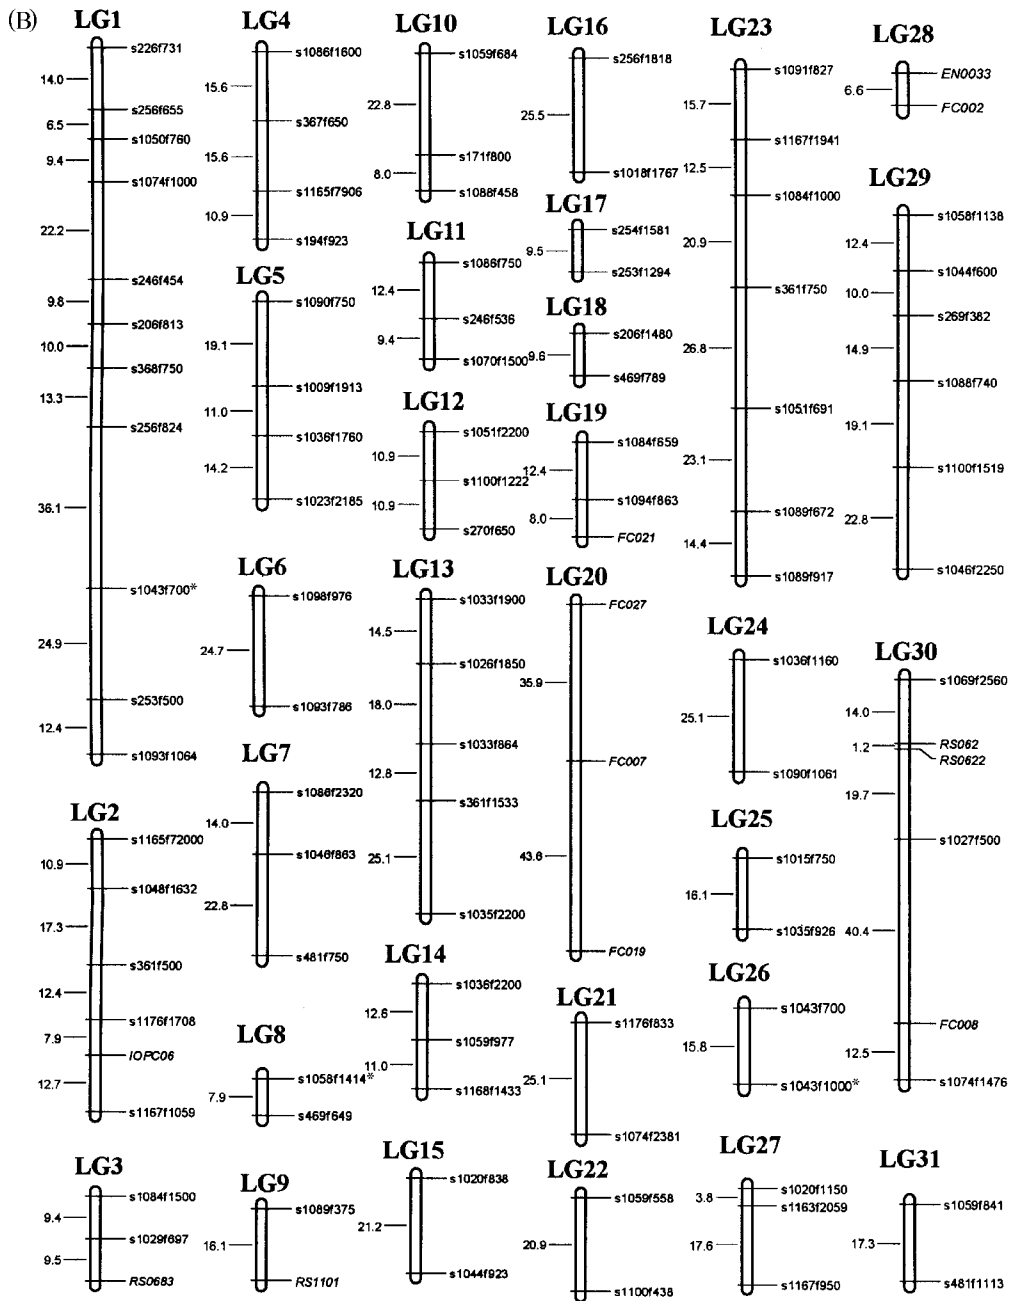 (B)
LG1
s226f731
14.0
s256f655
6.5
s1050f760
9.4
s1074f1000
22.2
s246f454
9.8
s206f813
10.0
s368f750
13.3
s256f824
36.1
s1043f700*
24.9
s253f500
12.4
s1093f1064
LG2
s1165f72000
10.9
s1048f1632
17.3
s361f500
12.4
s1176f1708
7.9
IOPC06
12.7
s1167f1059
LG3
s1084f1500
9.4
s1029f697
9.5
RS0683
LG4
s1086f1600
15.6
s367f650
15.6
s1165f7906
10.9
s194f923
LG5
s1090f750
19.1
s1009f1913
11.0
s1036f1760
14.2
s1023f2185
LG6
s1098f976
24.7
s1093f786
LG7
s1086f2320
14.0
s1046f863
22.8
s481f750
LG8
s1058f1414*
7.9
s469f649
LG9
s1089f375
16.1
RS1101
LG10
s1059f684
22.8
s171f800
8.0
s1088f458
LG11
s1086f750
12.4
s246f536
9.4
s1070f1500
LG12
s1051f2200
10.9
s1100f1222
10.9
s270f650
LG13
s1033f1900
14.5
s1026f1850
18.0
s1033f864
12.8
s361f1533
25.1
s1035f2200
LG14
s1036f2200
12.8
s1059f977
11.0
s1168f1433
LG15
s1020f838
21.2
s1044f923
LG16
s256f1818
25.5
s1018f1767
LG17
s254f1581
9.5
s253f1294
LG18
s206f1480
9.6
s469f789
LG19
s1084f659
12.4
s1094f863
8.0
FC021
LG20
FC027
35.9
FC007
43.6
FC019
LG21
s1176f833
25.1
s1074f2381
LG22
s1059f558
20.9
s1100f438
LG23
s1091f827
15.7
s1167f1941
12.5
s1084f1000
20.9
s361f750
26.8
s1051f691
23.1
s1089f672
14.4
s1089f917
LG24
s1036f1160
25.1
s1090f1061
LG25
s1015f750
16.1
s1035f926
LG26
s1043f700
15.8
s1043f1000*
LG27
s1020f1150
3.8
s1163f2059
17.6
s1167f950
LG28
EN0033
6.6
FC002
LG29
s1058f1138
12.4
s1044f600
10.0
s269f382
14.9
s1088f740
19.1
s1100f1519
22.8
s1046f2250
LG30
s1069f2560
14.0
RS062
1.2
RS0622
19.7
s1027f500
40.4
FC008
12.5
s1074f1476
LG31
s1059f841
17.3
s481f1113